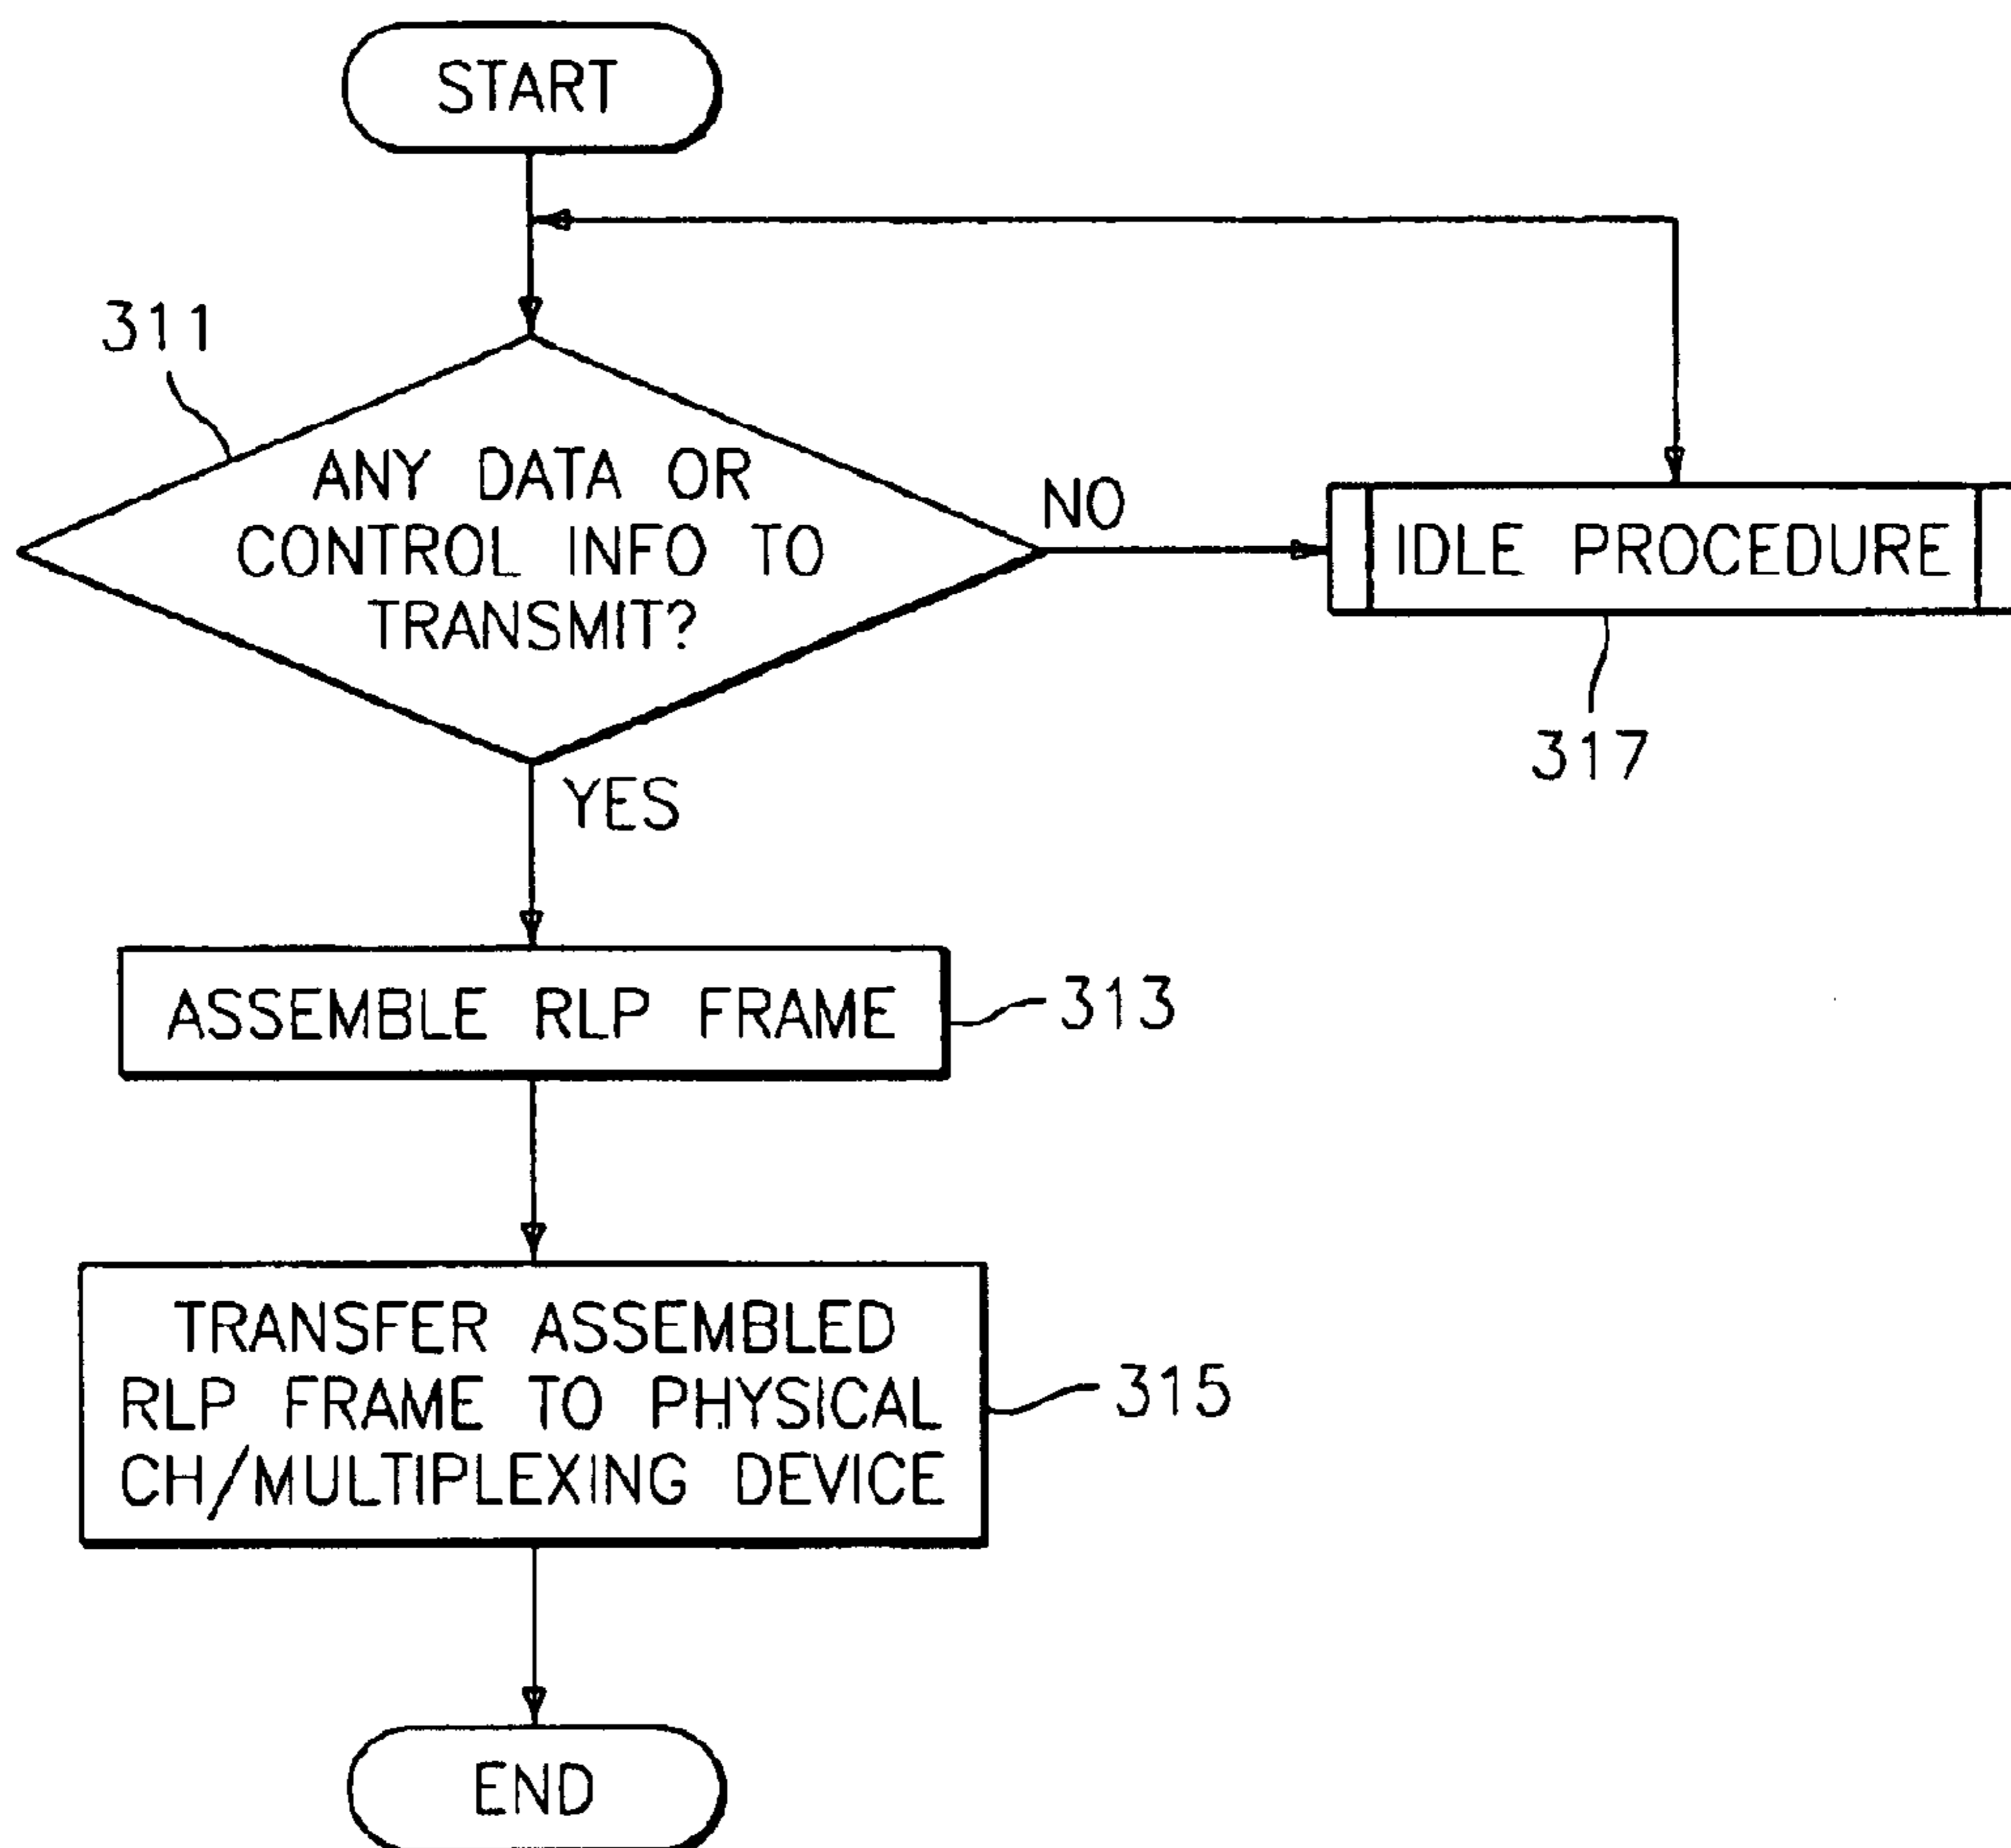 START
311
ANY DATA OR
CONTROL INFO TO
TRANSMIT?
NO
IDLE PROCEDURE
317
YES
ASSEMBLE RLP FRAME
313
TRANSFER ASSEMBLED
RLP FRAME TO PHYSICAL
CH/MULTIPLEXING DEVICE
315
END